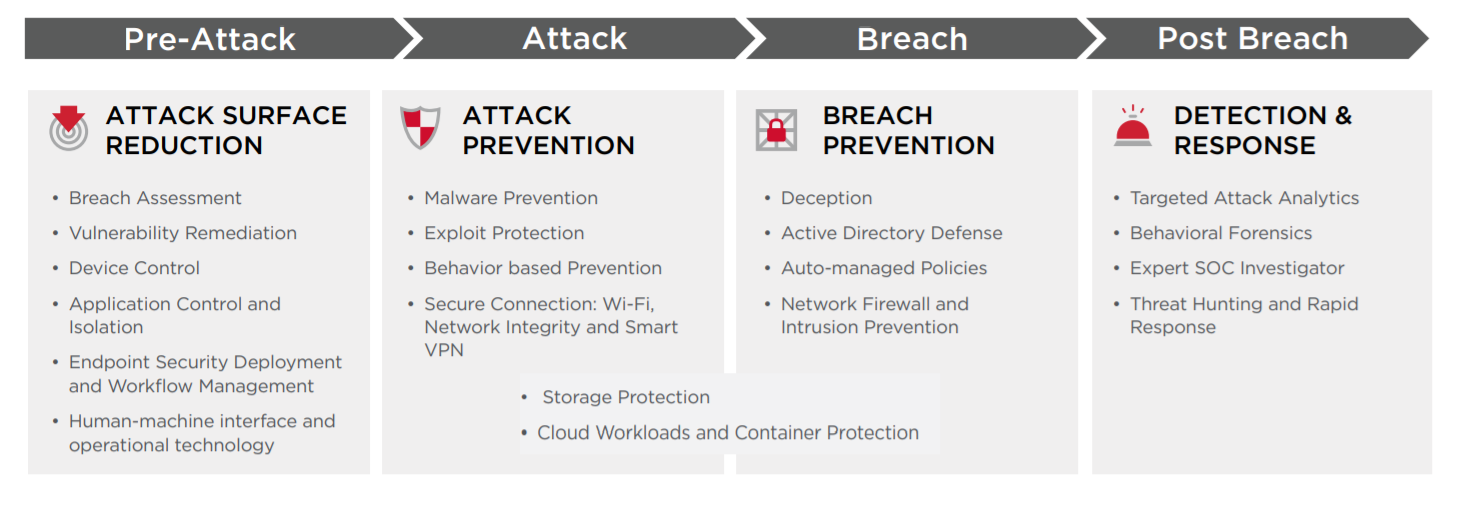 Pre-Attack
Attack
Breach
Post Breach
ATTACK SURFACE
REDUCTION
• Breach Assessment
• Vulnerability Remediation
• Device Control
• Application Control and
Isolation
• Endpoint Security Deployment
and Workflow Management
• Human-machine interface and
operational technology
ATTACK
PREVENTION
• Malware Prevention
• Exploit Protection
• Behavior based Prevention
• Secure Connection: Wi-Fi,
Network Integrity and Smart
VPN
• Storage Protection
• Cloud Workloads and Container Protection
BREACH
PREVENTION
• Deception
• Active Directory Defense
• Auto-managed Policies
• Network Firewall and
Intrusion Prevention
DETECTION &
RESPONSE
• Targeted Attack Analytics
• Behavioral Forensics
• Expert SOC Investigator
• Threat Hunting and Rapid
Response